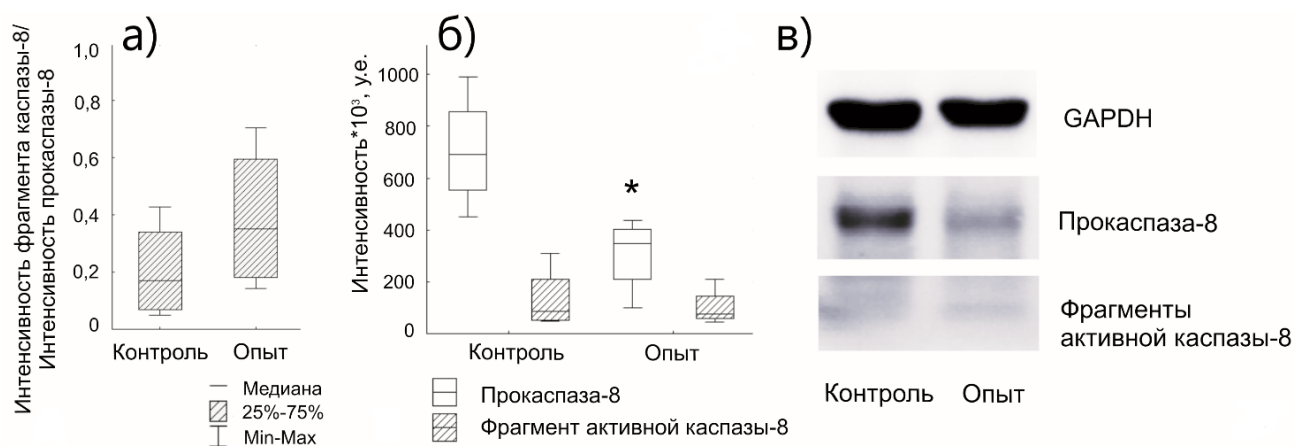 а)
Интенсивность фрагмента каспазы-8/
Интенсивность прокаспазы-8
1,0
0,8
0,6
0,4
0,2
0
Контроль
Опыт
Медиана
25%-75%
Min-Max
б)
Интенсивность*10³, у.е.
1000
800
600
400
200
0
*
Контроль
Опыт
Прокаспаза-8
Фрагмент активной каспазы-8
в)
GAPDH
Прокаспаза-8
Фрагменты
активной каспазы-8
Контроль
Опыт